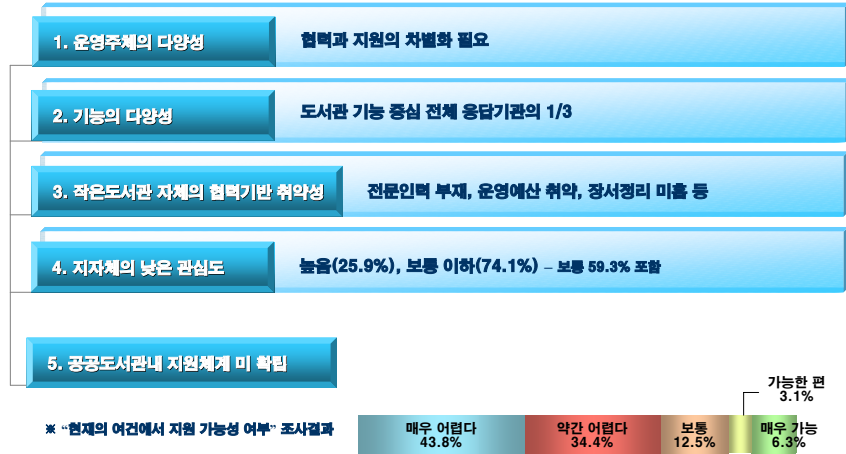 1. 운영주체의 다양성
협력과 지원의 차별화 필요
2. 기능의 다양성
도서관 기능 중심 전체 응답기관의 1/3
3. 작은도서관 자체의 협력기반 취약성
전문인력 부재, 운영예산 취약, 장서정리 미흡 등
4. 지자체의 낮은 관심도
높음(25.9%), 보통 이하(74.1%) – 보통 59.3% 포함
5. 공공도서관내 지원체계 미 확립
가능한 편
3.1%
※ “현재의 여건에서 지원 가능성 여부” 조사결과
매우 어렵다
43.8%
약간 어렵다
34.4%
보통
12.5%
매우 가능
6.3%